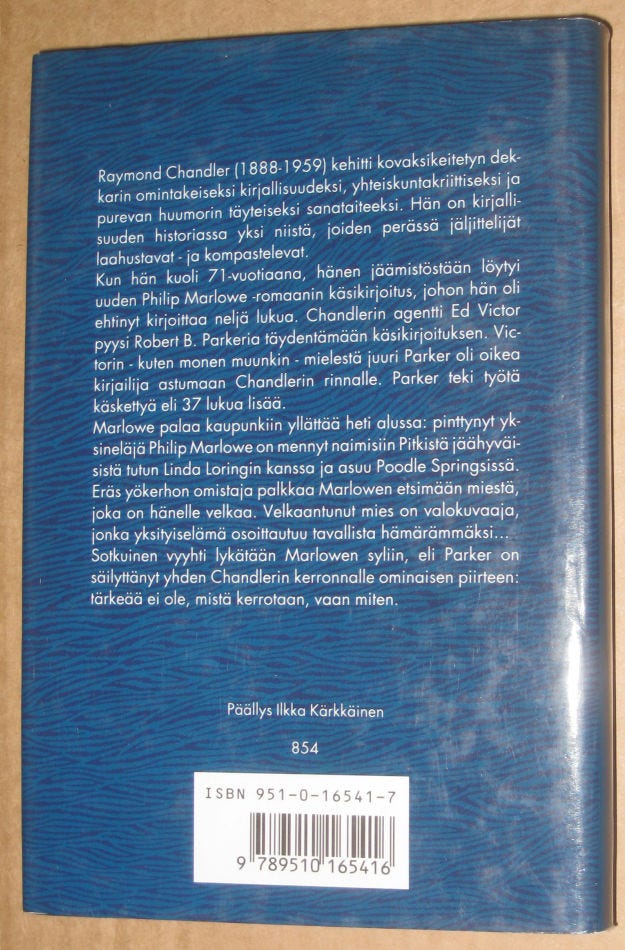 Raymond Chandler (1888-1959) kehitti kovaksikeitetyn dek-
karin omintakeiseksi kirjallisuudeksi, yhteiskuntakriittiseksi ja
purevan huumorin täyteiseksi sanataiteeksi. Hän on kirjalli-
suuden historiassa yksi niistä, joiden perässä jäljittelijät
laahustavat - ja kompastelevat.
Kun hän kuoli 71-vuotiaana, hänen jäämistöstään löytyi
uuden Philip Marlowe -romaanin käsikirjoitus, johon hän oli
ehtinyt kirjoittaa neljä lukua. Chandlerin agentti Ed Victor
pyysi Robert B. Parkeria täydentämään käsikirjoituksen. Vic-
torin - kuten monen muunkin - mielestä juuri Parker oli oikea
kirjailija astumaan Chandlerin rinnalle. Parker teki työtä
käskettyä eli 37 lukua lisää.
Marlowe palaa kaupunkiin yllättää heti alussa: pinttynyt yk-
sineläjä Philip Marlowe on mennyt naimisiin Pitkistä jäähyväi-
sistä tutun Linda Loringin kanssa ja asuu Poodle Springsissä.
Eräs yökerhon omistaja palkkaa Marlowen etsimään miestä,
joka on hänelle velkaa. Velkaantunut mies on valokuvaaja,
jonka yksityiselämä osoittautuu tavallista hämärämmäksi...
Sotkuinen vyyhti lykätään Marlowen syliin, eli Parker on
säilyttänyt yhden Chandlerin kerronnalle ominaisen piirteen:
tärkeää ei ole, mistä kerrotaan, vaan miten.
Päällys Ilkka Kärkkäinen
854
ISBN 951-0-16541-7
9 789510 165416